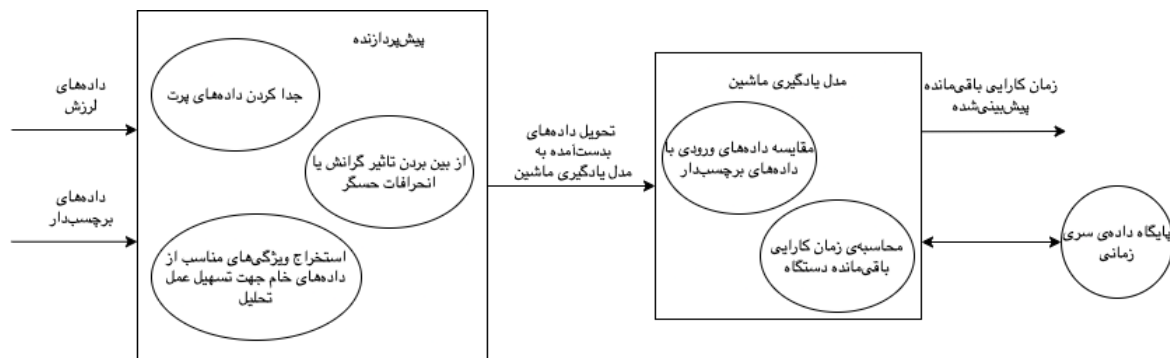 پیش‌پردازنده
داده‌های
لرزش
جدا کردن داده‌های پرت
از بین بردن تاثیر گرانش یا
انحرافات حسگر
داده‌های
برچسب‌دار
استخراج ویژگی‌های مناسب از
داده‌های خام جهت تسهیل عمل
تحلیل
تحویل داده‌های
بدست‌آمده به
مدل یادگیری ماشین
مدل یادگیری ماشین
مقایسه داده‌های ورودی با
داده‌های برچسب‌دار
محاسبه‌ی زمان کارایی
باقی‌مانده دستگاه
زمان کارایی باقی‌مانده
پیش‌بینی‌شده
پایگاه داده‌ی سری
زمانی